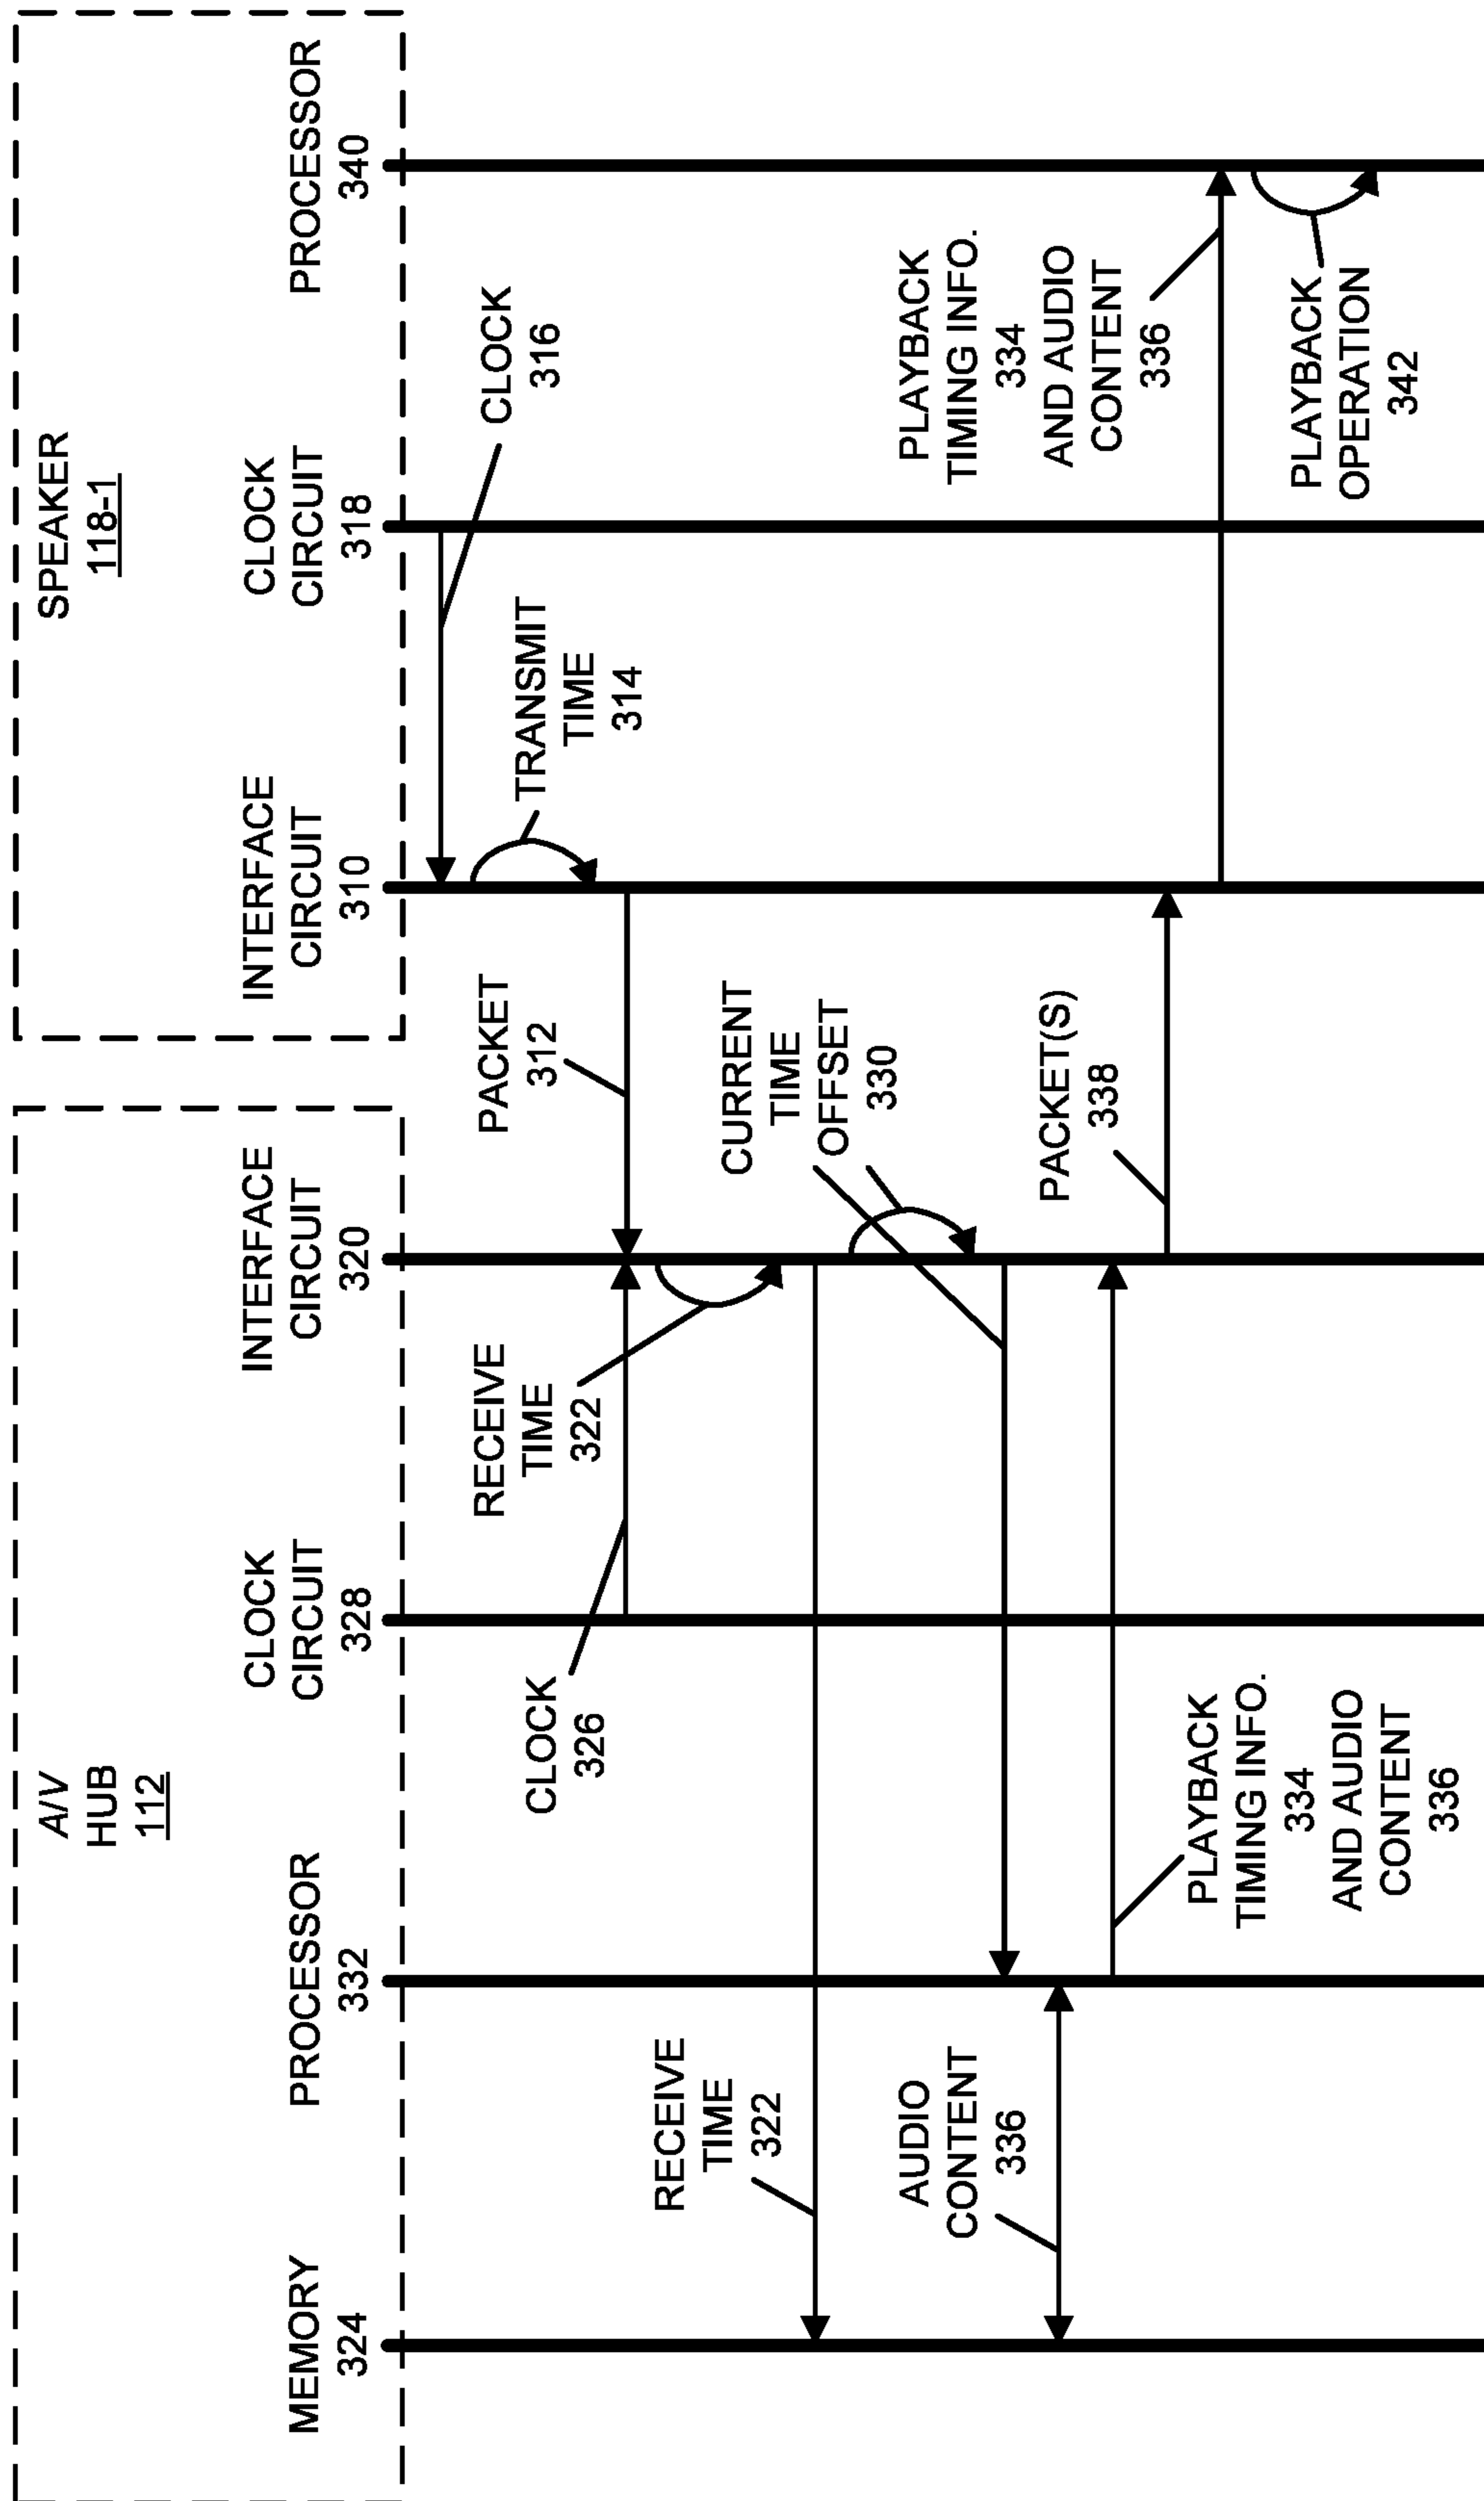 A/V
HUB
112
SPEAKER
118-1
MEMORY
324
PROCESSOR
332
CLOCK
CIRCUIT
328
INTERFACE
CIRCUIT
320
INTERFACE
CIRCUIT
310
CLOCK
CIRCUIT
318
PROCESSOR
340
CLOCK
316
TRANSMIT
TIME
314
PACKET
312
CLOCK
326
RECEIVE
TIME
322
RECEIVE
TIME
322
CURRENT
TIME
OFFSET
330
AUDIO
CONTENT
336
PLAYBACK
TIMING INFO.
334
AND AUDIO
CONTENT
336
PACKET(S)
338
PLAYBACK
TIMING INFO.
334
AND AUDIO
CONTENT
336
PLAYBACK
OPERATION
342